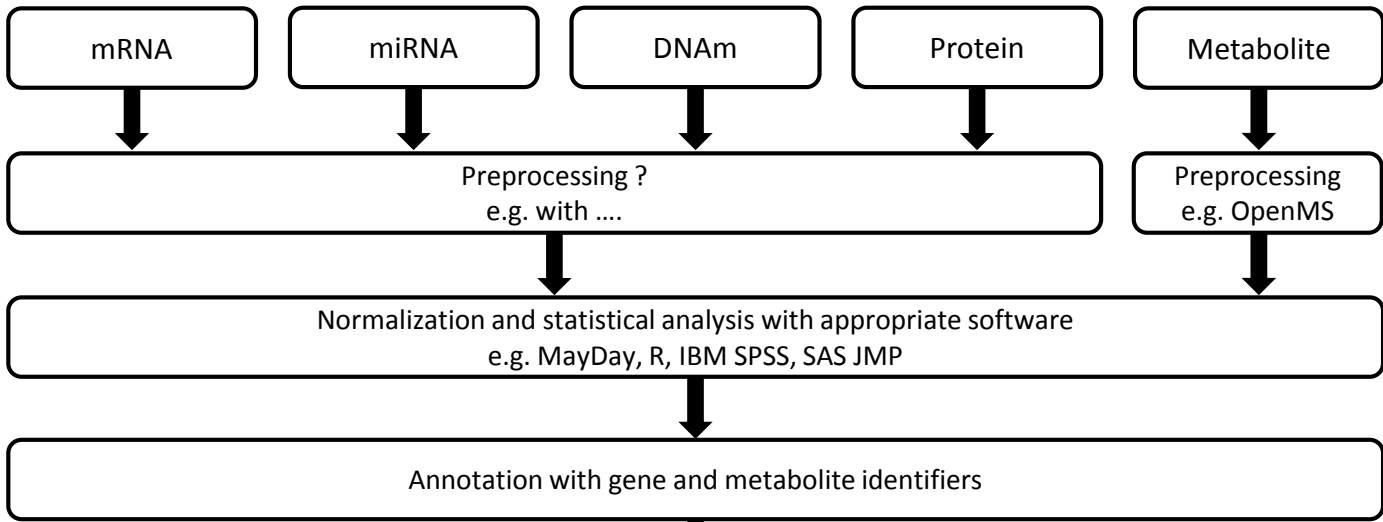 mRNA
miRNA
DNAm
Protein
Metabolite
Preprocessing ?
e.g. with ....
Preprocessing
e.g. OpenMS
Normalization and statistical analysis with appropriate software
e.g. MayDay, R, IBM SPSS, SAS JMP
Annotation with gene and metabolite identifiers